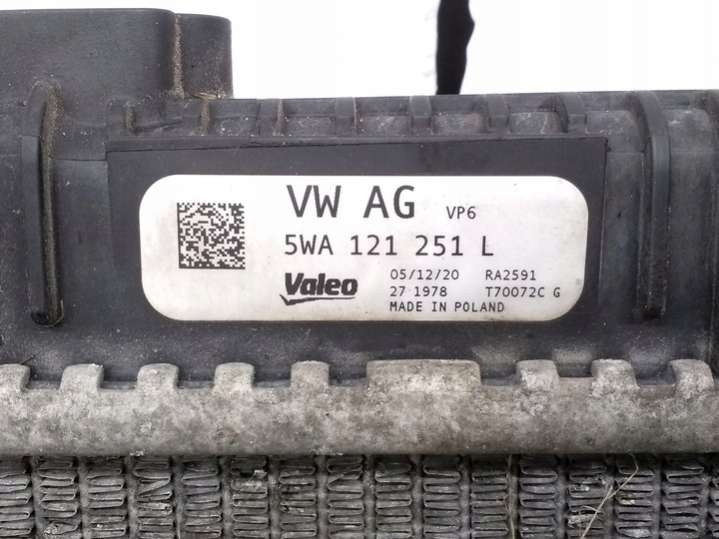 VW AG VP6
5WA 121 251 L
Valeo 05/12/20 RA2591
27 1978 T70072C G
MADE IN POLAND